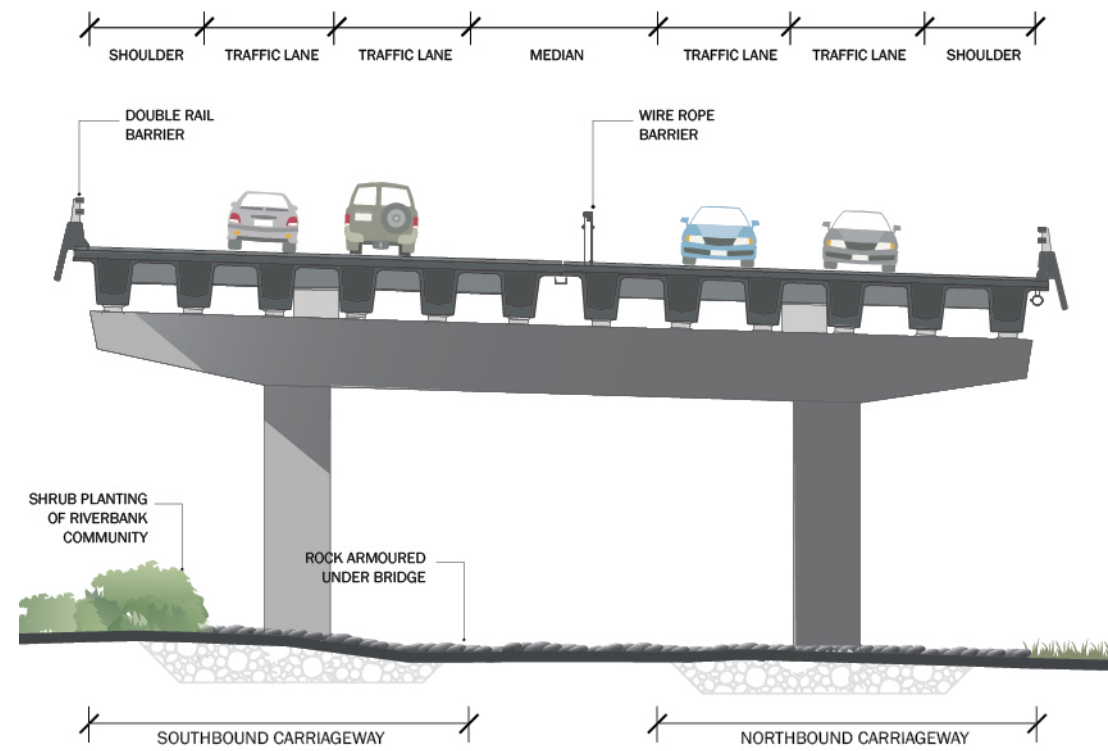 SHOULDER
TRAFFIC LANE
TRAFFIC LANE
MEDIAN
TRAFFIC LANE
TRAFFIC LANE
SHOULDER
DOUBLE RAIL
BARRIER
WIRE ROPE
BARRIER
SHRUB PLANTING
OF RIVERBANK
COMMUNITY
ROCK ARMOURED
UNDER BRIDGE
SOUTHBOUND CARRIAGEWAY
NORTHBOUND CARRIAGEWAY